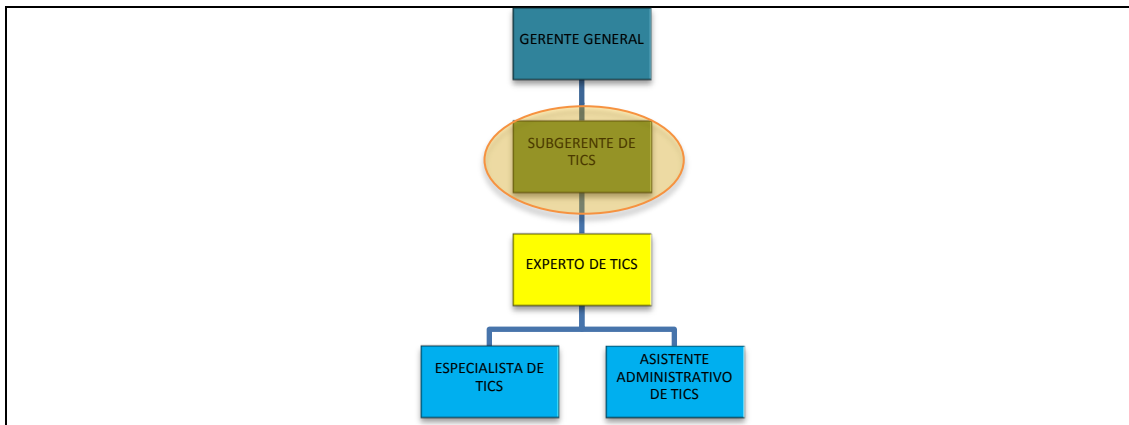 GERENTE GENERAL
SUBGERENTE DE
TICS
EXPERTO DE TICS
ESPECIALISTA DE
TICS
ASISTENTE
ADMINISTRATIVO
DE TICS